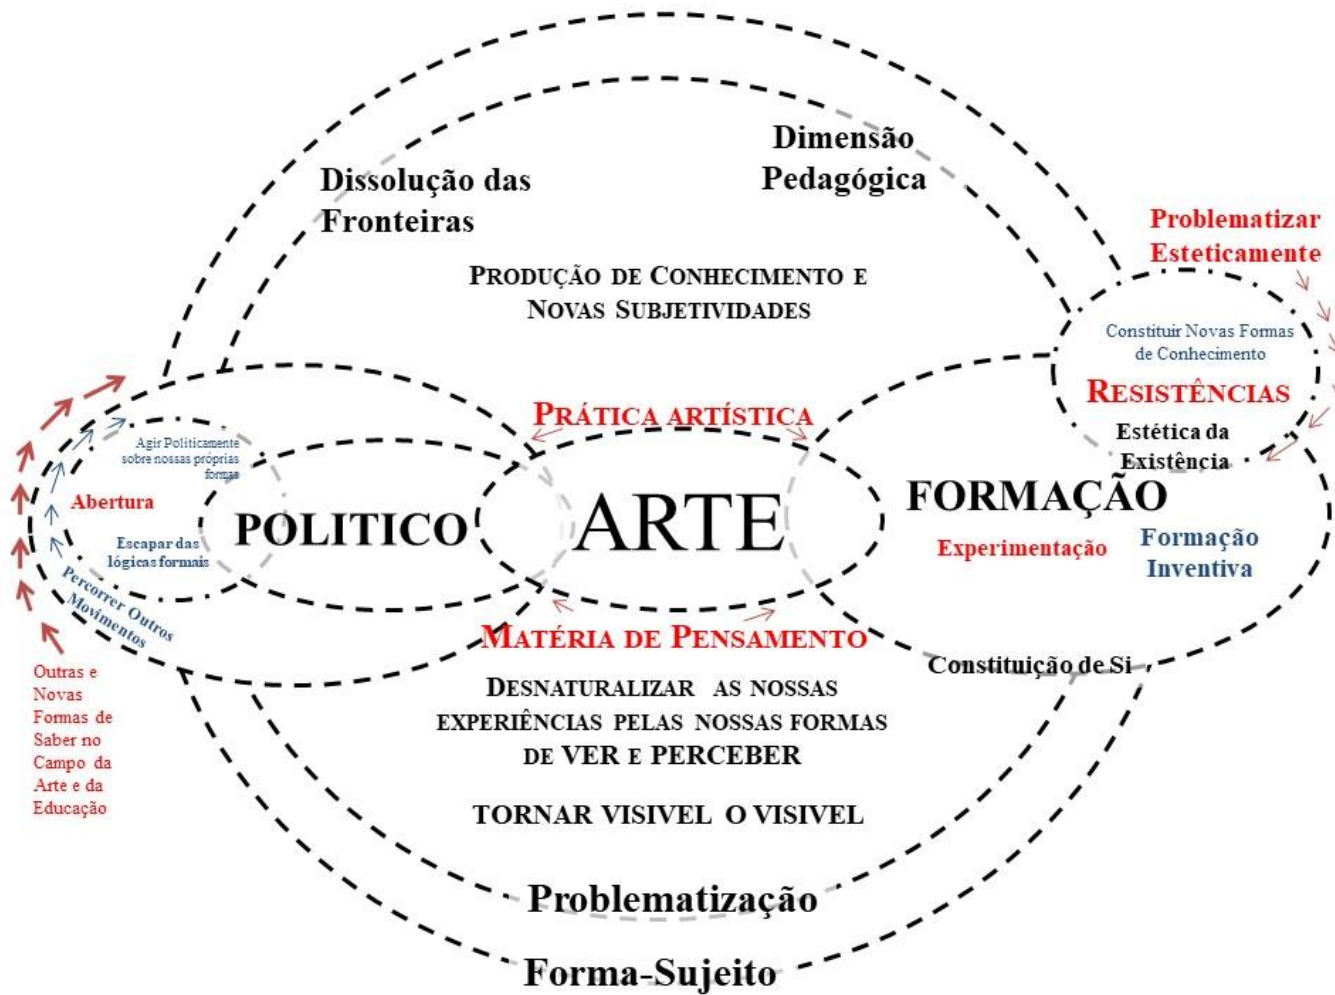 Dimensão
Pedagógica
Dissolução das
Fronteiras
Problematizar
Esteticamente
PRODUÇÃO DE CONHECIMENTO E
NOVAS SUBJETIVIDADES
Constituir Novas Formas
de Conhecimento
RESISTÊNCIAS
Estética da
Existência
PRÁTICA ARTÍSTICA
Agir Politicamente
sobre nossas próprias
formas
Abertura
Escapar das
lógicas formais
Percorrer Outros
Movimentos
POLITICO
ARTE
FORMAÇÃO
Experimentação
Formação
Inventiva
MATÉRIA DE PENSAMENTO
Constituição de Si
Outras e
Novas
Formas de
Saber no
Campo da
Arte e da
Educação
DESNATURALIZAR AS NOSSAS
EXPERIÊNCIAS PELAS NOSSAS FORMAS
DE VER E PERCEBER
TORNAR VISIVEL O VISIVEL
Problematização
Forma-Sujeito